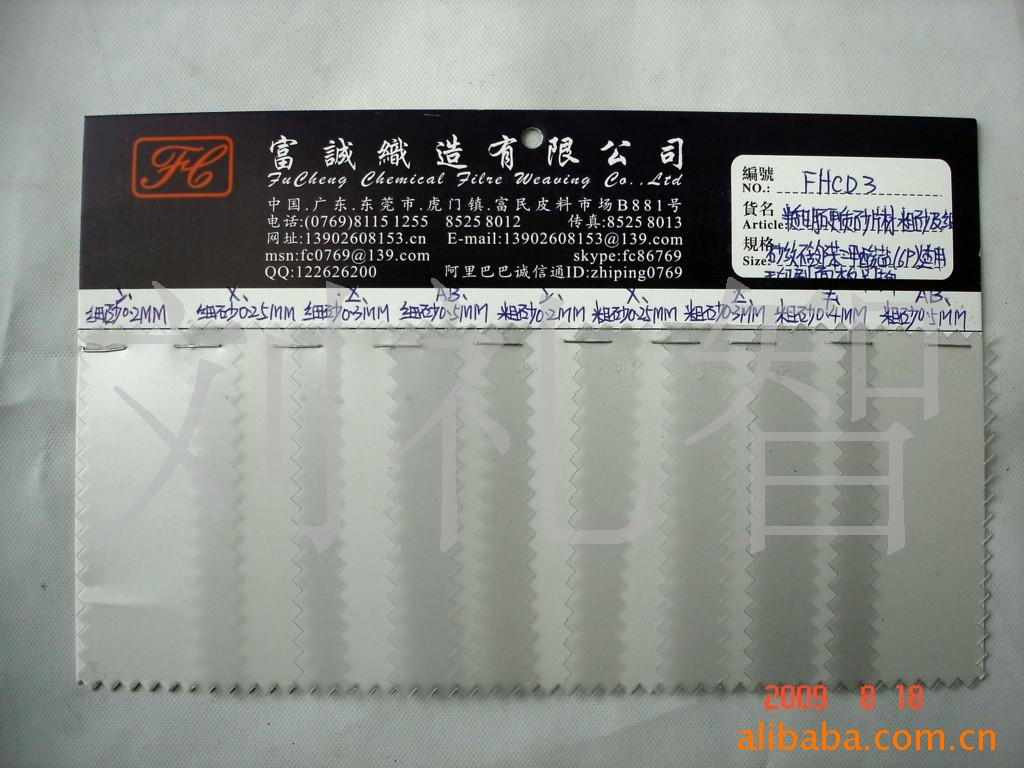 FC
富誠織造有限公司
FuCheng Chemical Filre Weaving Co.,Ltd
中国.广东.东莞市.虎门镇.富民皮料市场B881号
电话:(0769)8115 1255 8525 8012 传真:8525 8013
网址:13902608153.cn E-mail:13902608153@139.com
msn:fc0769@139.com skype:fc86769
QQ:122626200 阿里巴巴诚信通ID:zhiping0769
編號
NO.: FHCD3
貨名
Article:
規格
Size:
细砂0.2MM 细砂0.25MM 细砂0.3MM 细砂0.5MM 粗砂0.2MM 粗砂0.25MM 粗砂0.3MM 粗砂0.4MM 粗砂0.5MM
刘礼智
2009 8 18
alibaba.com.cn